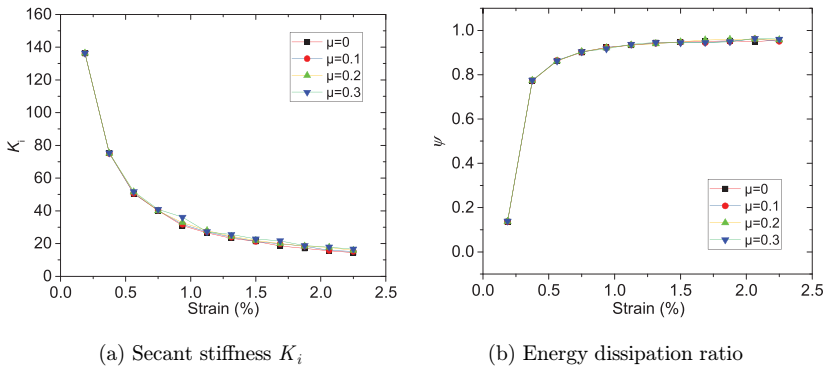 160
140
120
100
80
60
40
20
0
K_i
μ=0
μ=0.1
μ=0.2
μ=0.3
0.0 0.5 1.0 1.5 2.0 2.5
Strain (%)
(a) Secant stiffness K_i
1.0
0.8
0.6
0.4
0.2
0.0
ψ
μ=0
μ=0.1
μ=0.2
μ=0.3
0.0 0.5 1.0 1.5 2.0 2.5
Strain (%)
(b) Energy dissipation ratio